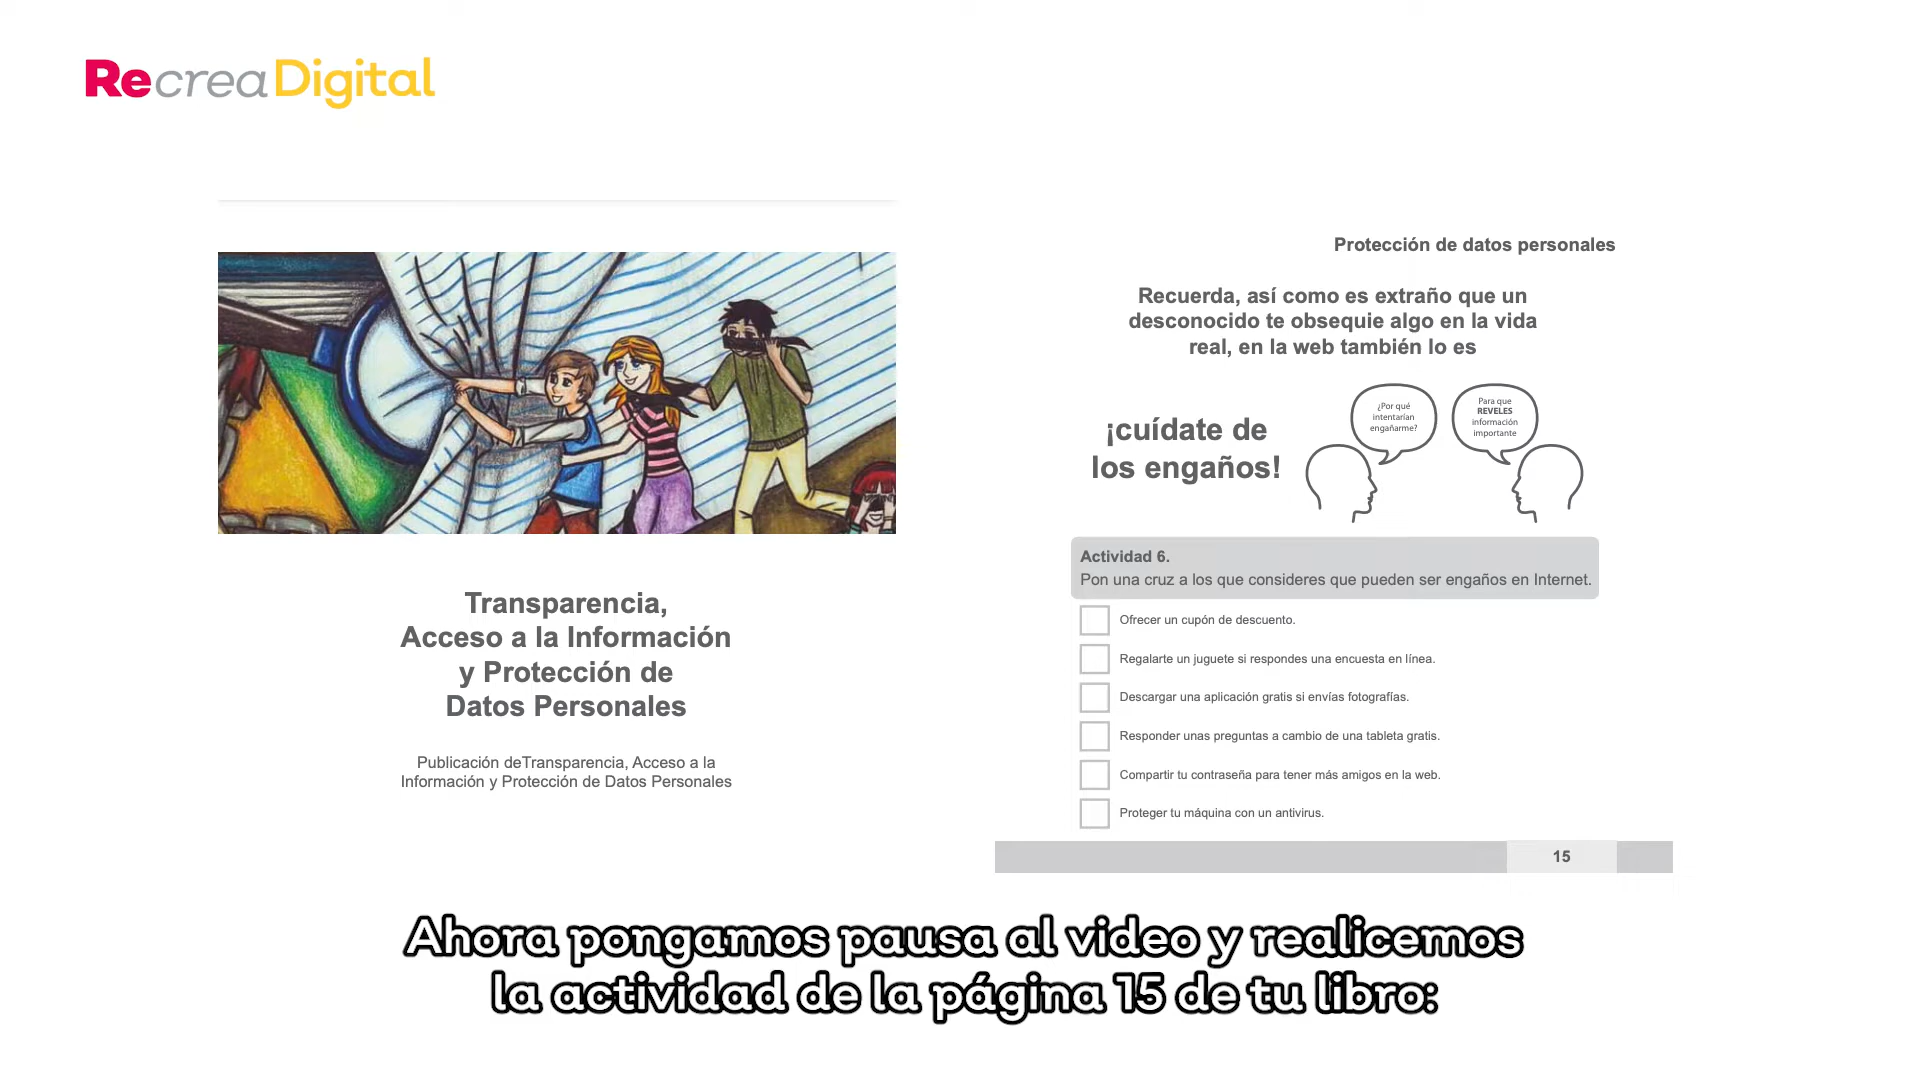 RecreaDigital
Transparencia,
Acceso a la Información
y Protección de
Datos Personales
Publicación deTransparencia, Acceso a la
Información y Protección de Datos Personales
Protección de datos personales
Recuerda, así como es extraño que un
desconocido te obsequie algo en la vida
real, en la web también lo es
¡cuídate de
los engaños!
¿Por qué
intentarían
engañarme?
Para que
REVELES
información
importante
Actividad 6.
Pon una cruz a los que consideres que pueden ser engaños en Internet.
Ofrecer un cupón de descuento.
Regalarte un juguete si respondes una encuesta en línea.
Descargar una aplicación gratis si envías fotografías.
Responder unas preguntas a cambio de una tableta gratis.
Compartir tu contraseña para tener más amigos en la web.
Proteger tu máquina con un antivirus.
15
Ahora pongamos pausa al video y realicemos
la actividad de la página 15 de tu libro: